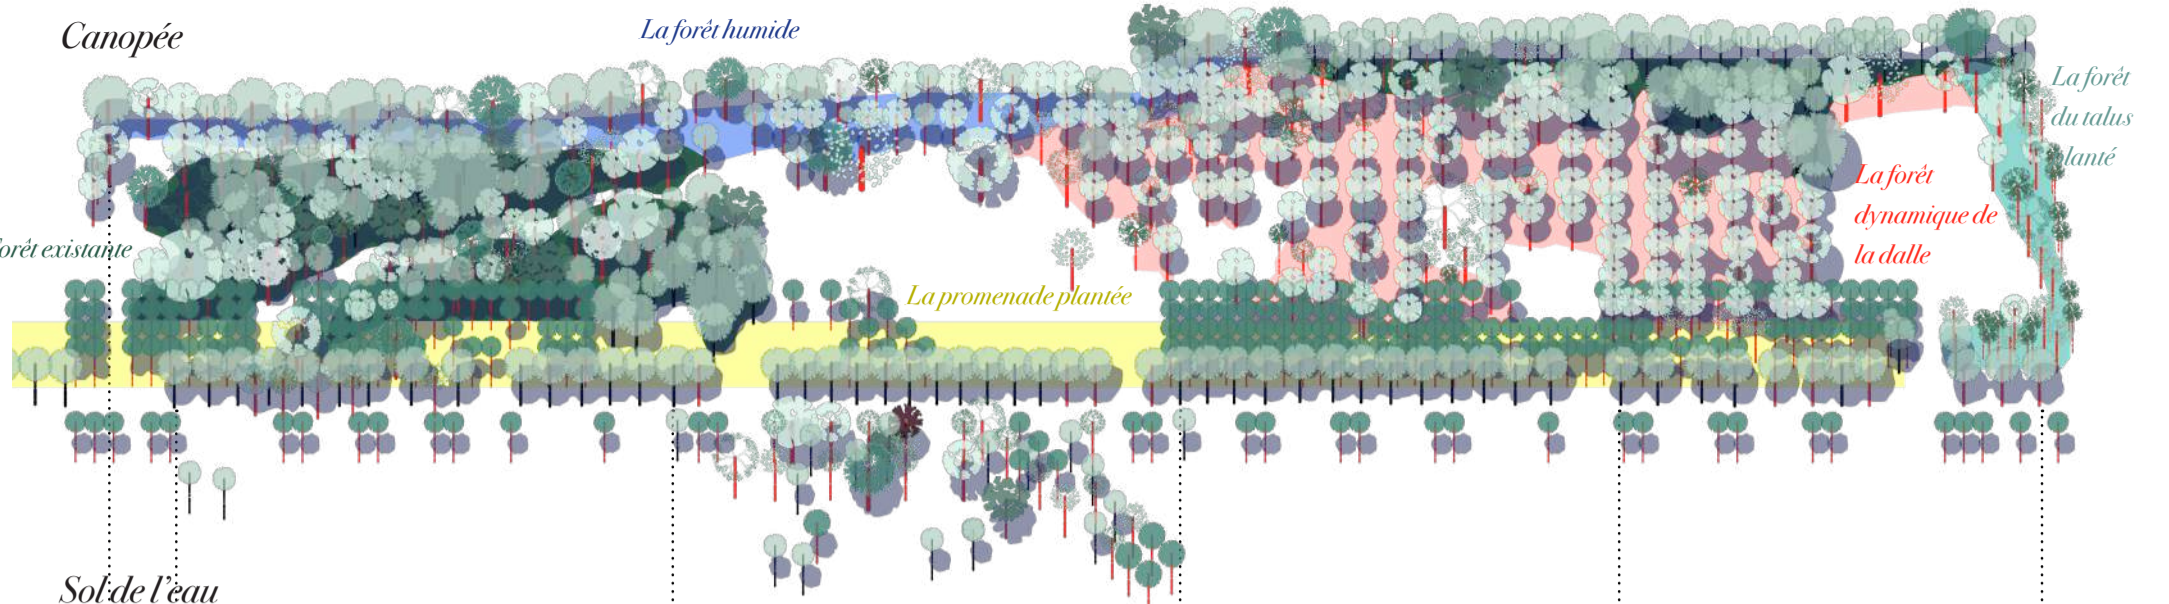 Canopée
La forêt humide
La forêt
du talus
planté
La forêt
dynamique de
la dalle
forêt existante
La promenade plantée
Sol de l'eau